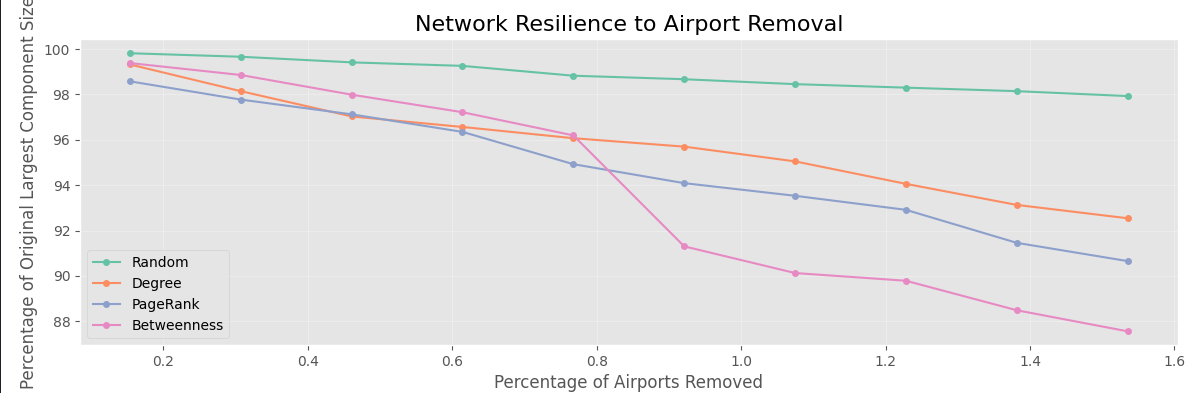 Network Resilience to Airport Removal
Percentage of Original Largest Component Size
100
98
96
94
92
90
88
Random
Degree
PageRank
Betweenness
0.2 0.4 0.6 0.8 1.0 1.2 1.4 1.6
Percentage of Airports Removed